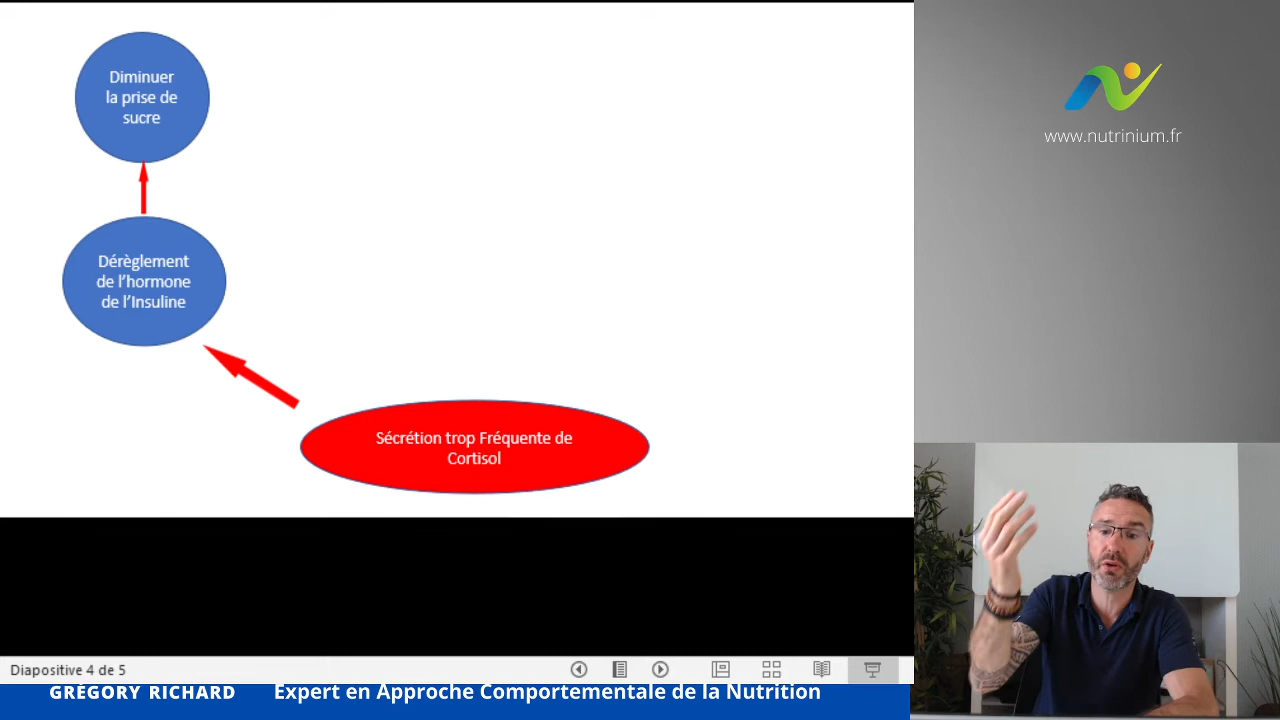 Diminuer
la prise de
sucre
Dérèglement
de l'hormone
de l'Insuline
Sécrétion trop Fréquente de
Cortisol
www.nutrinium.fr
Diapositive 4 de 5
GRÉGORY RICHARD
Expert en Approche Comportementale de la Nutrition